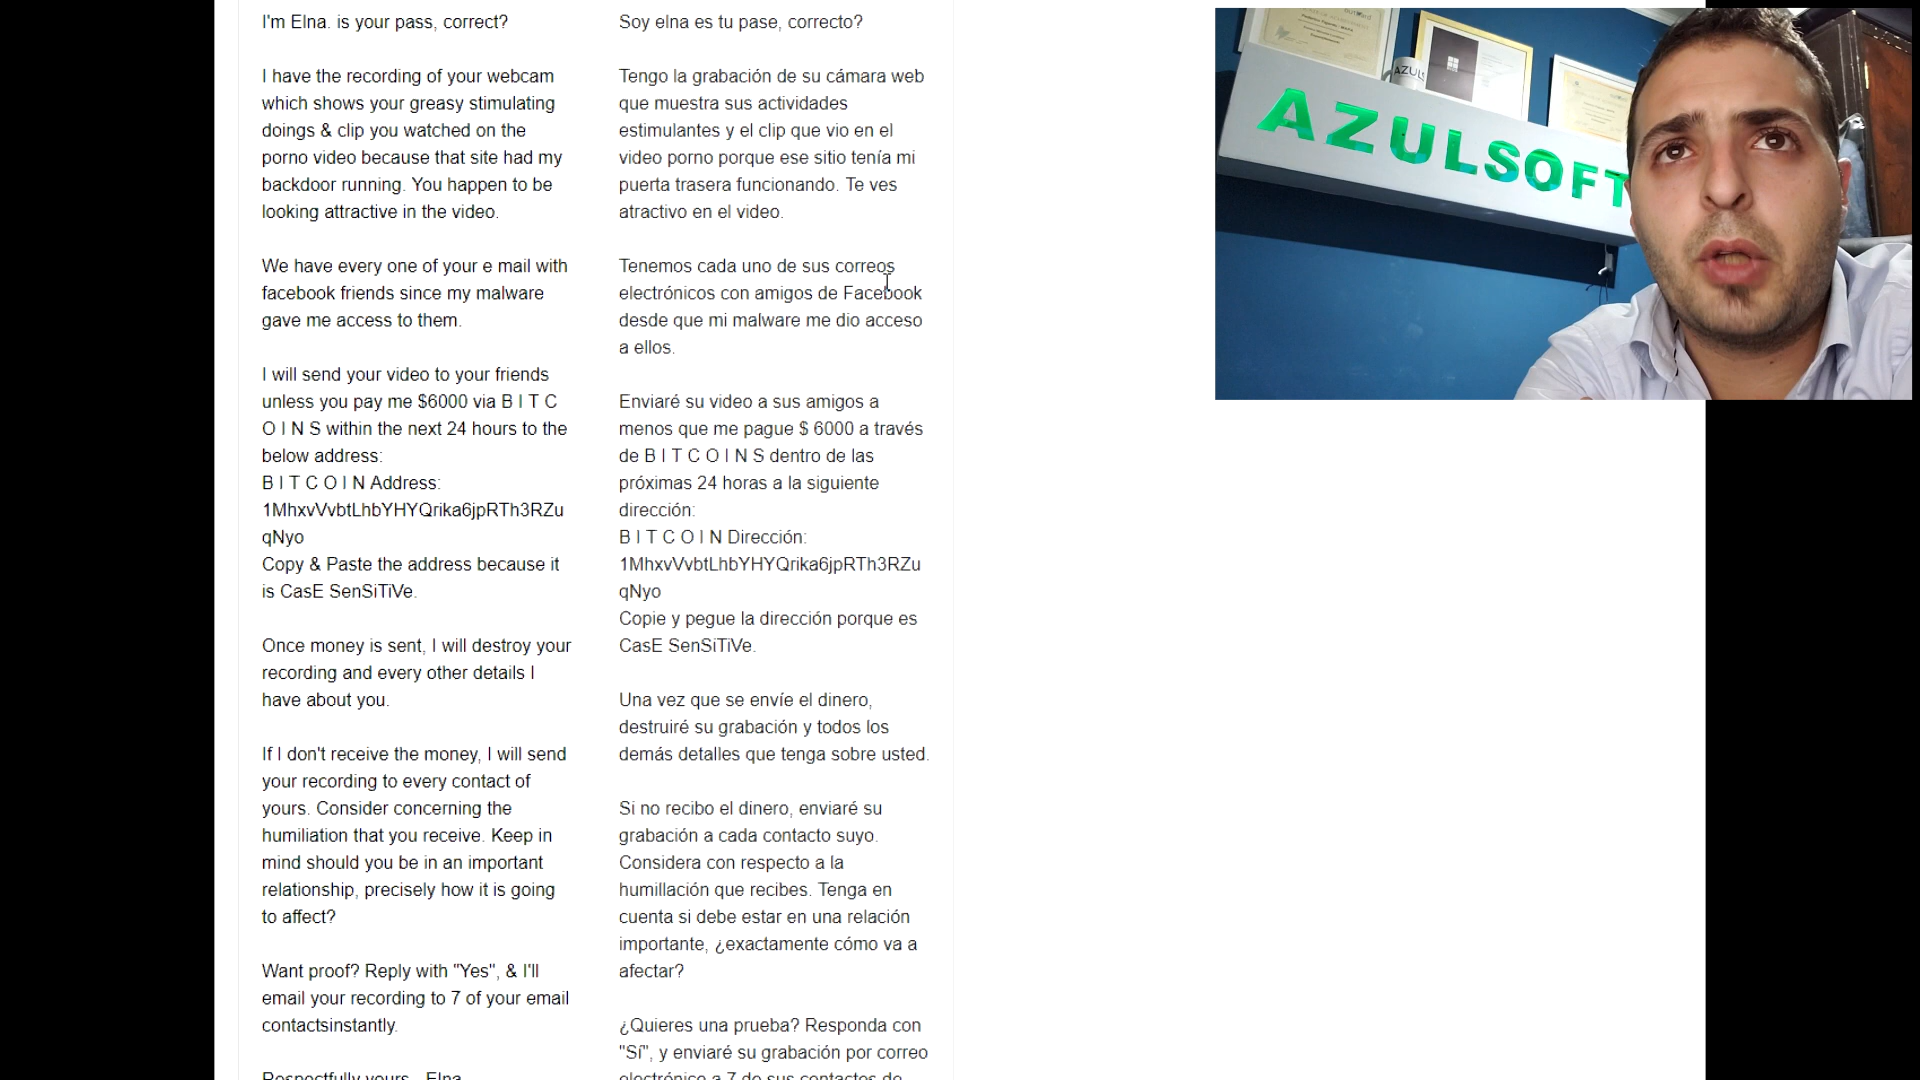 I'm Elna. is your pass, correct?
I have the recording of your webcam
which shows your greasy stimulating
doings & clip you watched on the
porno video because that site had my
backdoor running. You happen to be
looking attractive in the video.
We have every one of your e mail with
facebook friends since my malware
gave me access to them.
I will send your video to your friends
unless you pay me $6000 via B I T C
O I N S within the next 24 hours to the
below address:
B I T C O I N Address:
1MhxvVvbtLhbYHYQrika6jpRTh3RZu
qNyo
Copy & Paste the address because it
is CasE SenSiTiVe.
Once money is sent, I will destroy your
recording and every other details I
have about you.
If I don't receive the money, I will send
your recording to every contact of
yours. Consider concerning the
humiliation that you receive. Keep in
mind should you be in an important
relationship, precisely how it is going
to affect?
Want proof? Reply with "Yes", & I'll
email your recording to 7 of your email
contactsinstantly.
Respectfully yours, Elna
Soy elna es tu pase, correcto?
Tengo la grabación de su cámara web
que muestra sus actividades
estimulantes y el clip que vio en el
video porno porque ese sitio tenía mi
puerta trasera funcionando. Te ves
atractivo en el video.
Tenemos cada uno de sus correos
electrónicos con amigos de Facebook
desde que mi malware me dio acceso
a ellos.
Enviaré su video a sus amigos a
menos que me pague $ 6000 a través
de B I T C O I N S dentro de las
próximas 24 horas a la siguiente
dirección:
B I T C O I N Dirección:
1MhxvVvbtLhbYHYQrika6jpRTh3RZu
qNyo
Copie y pegue la dirección porque es
CasE SenSiTiVe.
Una vez que se envíe el dinero,
destruiré su grabación y todos los
demás detalles que tenga sobre usted.
Si no recibo el dinero, enviaré su
grabación a cada contacto suyo.
Considera con respecto a la
humillación que recibes. Tenga en
cuenta si debe estar en una relación
importante, ¿exactamente cómo va a
afectar?
¿Quieres una prueba? Responda con
"Sí", y enviaré su grabación por correo
electrónico a 7 de sus contactos de
AZULSOFT